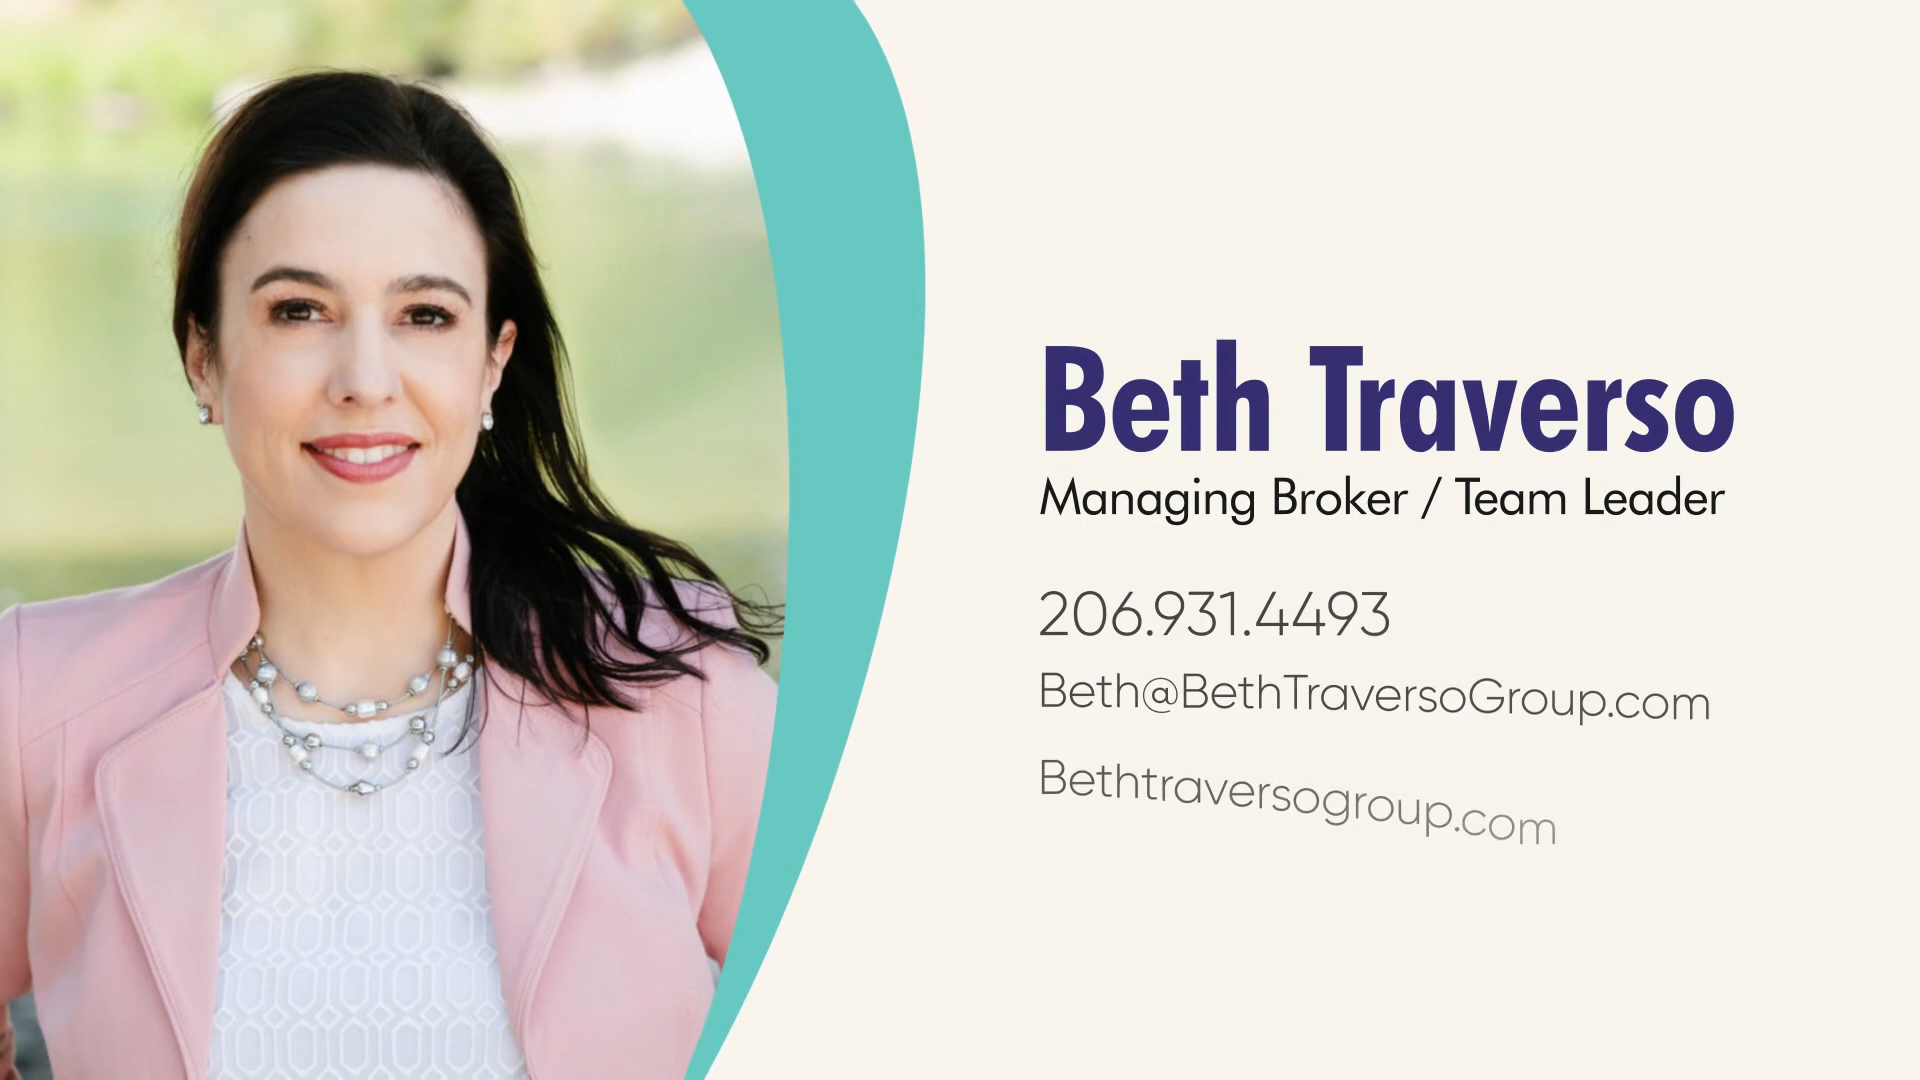 Beth Traverso
Managing Broker / Team Leader
206.931.4493
Beth@BethTraversoGroup.com
Bethtraversogroup.com